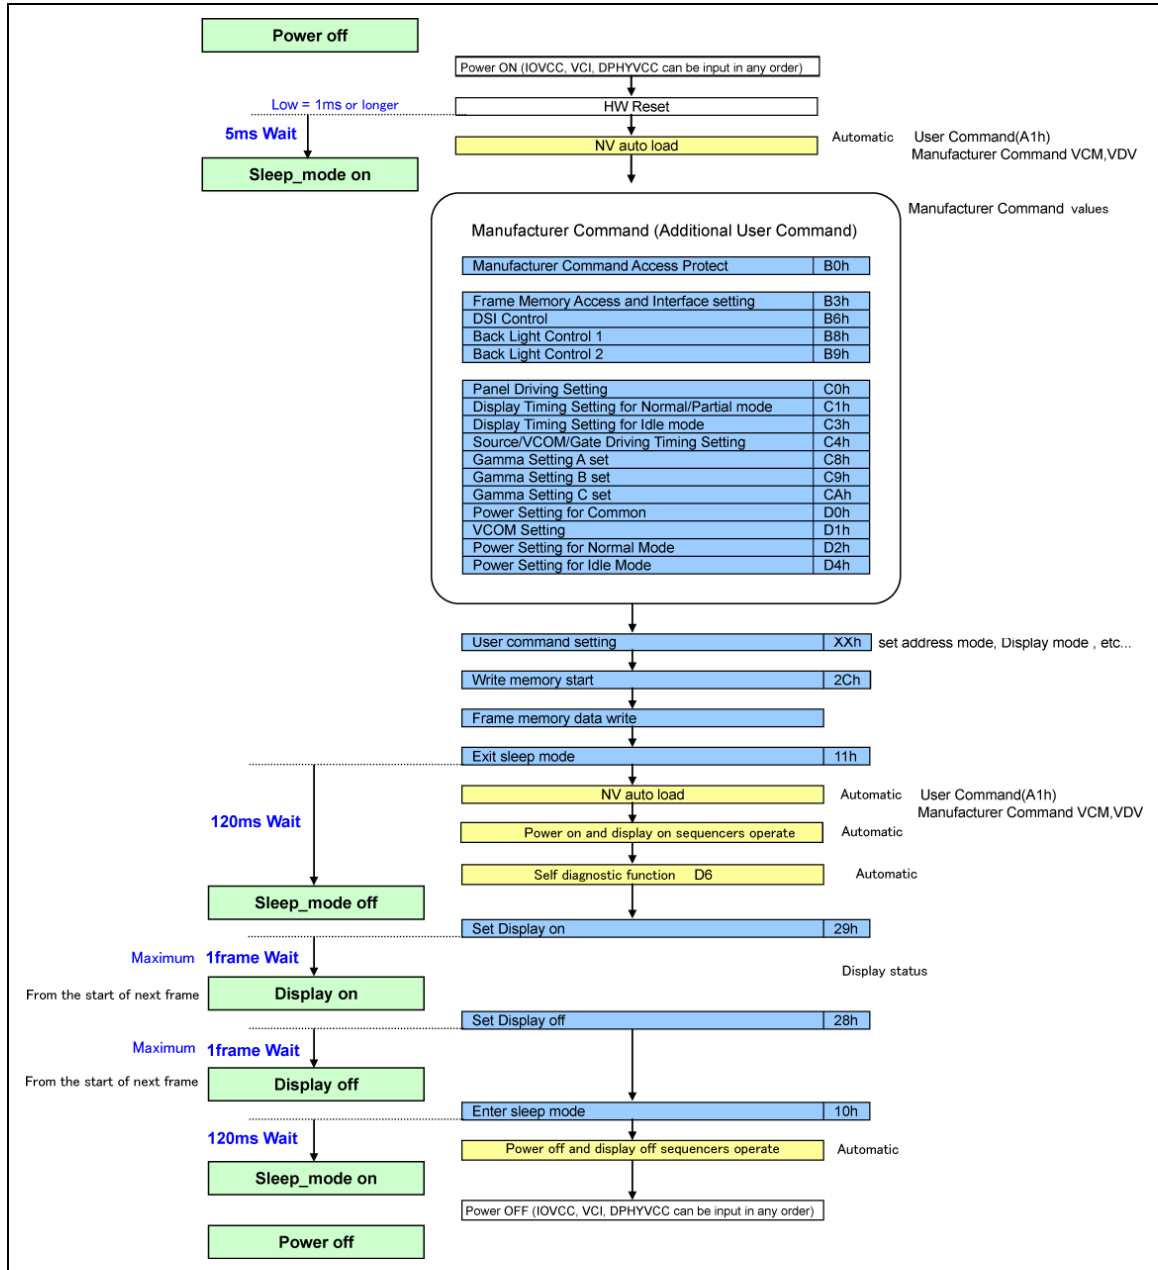 Power off
Power ON (IOVCC, VCI, DPHYVCC can be input in any order)
Low = 1ms or longer
HW Reset
5ms Wait
NV auto load
Automatic User Command(A1h)
Manufacturer Command VCM,VDV
Sleep_mode on
Manufacturer Command values
Manufacturer Command (Additional User Command)
Manufacturer Command Access Protect B0h
Frame Memory Access and Interface setting B3h
DSI Control B6h
Back Light Control 1 B8h
Back Light Control 2 B9h
Panel Driving Setting C0h
Display Timing Setting for Normal/Partial mode C1h
Display Timing Setting for Idle mode C3h
Source/VCOM/Gate Driving Timing Setting C4h
Gamma Setting A set C8h
Gamma Setting B set C9h
Gamma Setting C set CAh
Power Setting for Common D0h
VCOM Setting D1h
Power Setting for Normal Mode D2h
Power Setting for Idle Mode D4h
User command setting XXh set address mode, Display mode , etc...
Write memory start 2Ch
Frame memory data write
Exit sleep mode 11h
NV auto load
Automatic User Command(A1h)
Manufacturer Command VCM,VDV
120ms Wait
Power on and display on sequencers operate Automatic
Self diagnostic function D6 Automatic
Sleep_mode off
Set Display on 29h
Maximum 1frame Wait
Display status
From the start of next frame
Display on
Set Display off 28h
Maximum 1frame Wait
From the start of next frame
Display off
Enter sleep mode 10h
120ms Wait
Power off and display off sequencers operate Automatic
Sleep_mode on
Power OFF (IOVCC, VCI, DPHYVCC can be input in any order)
Power off